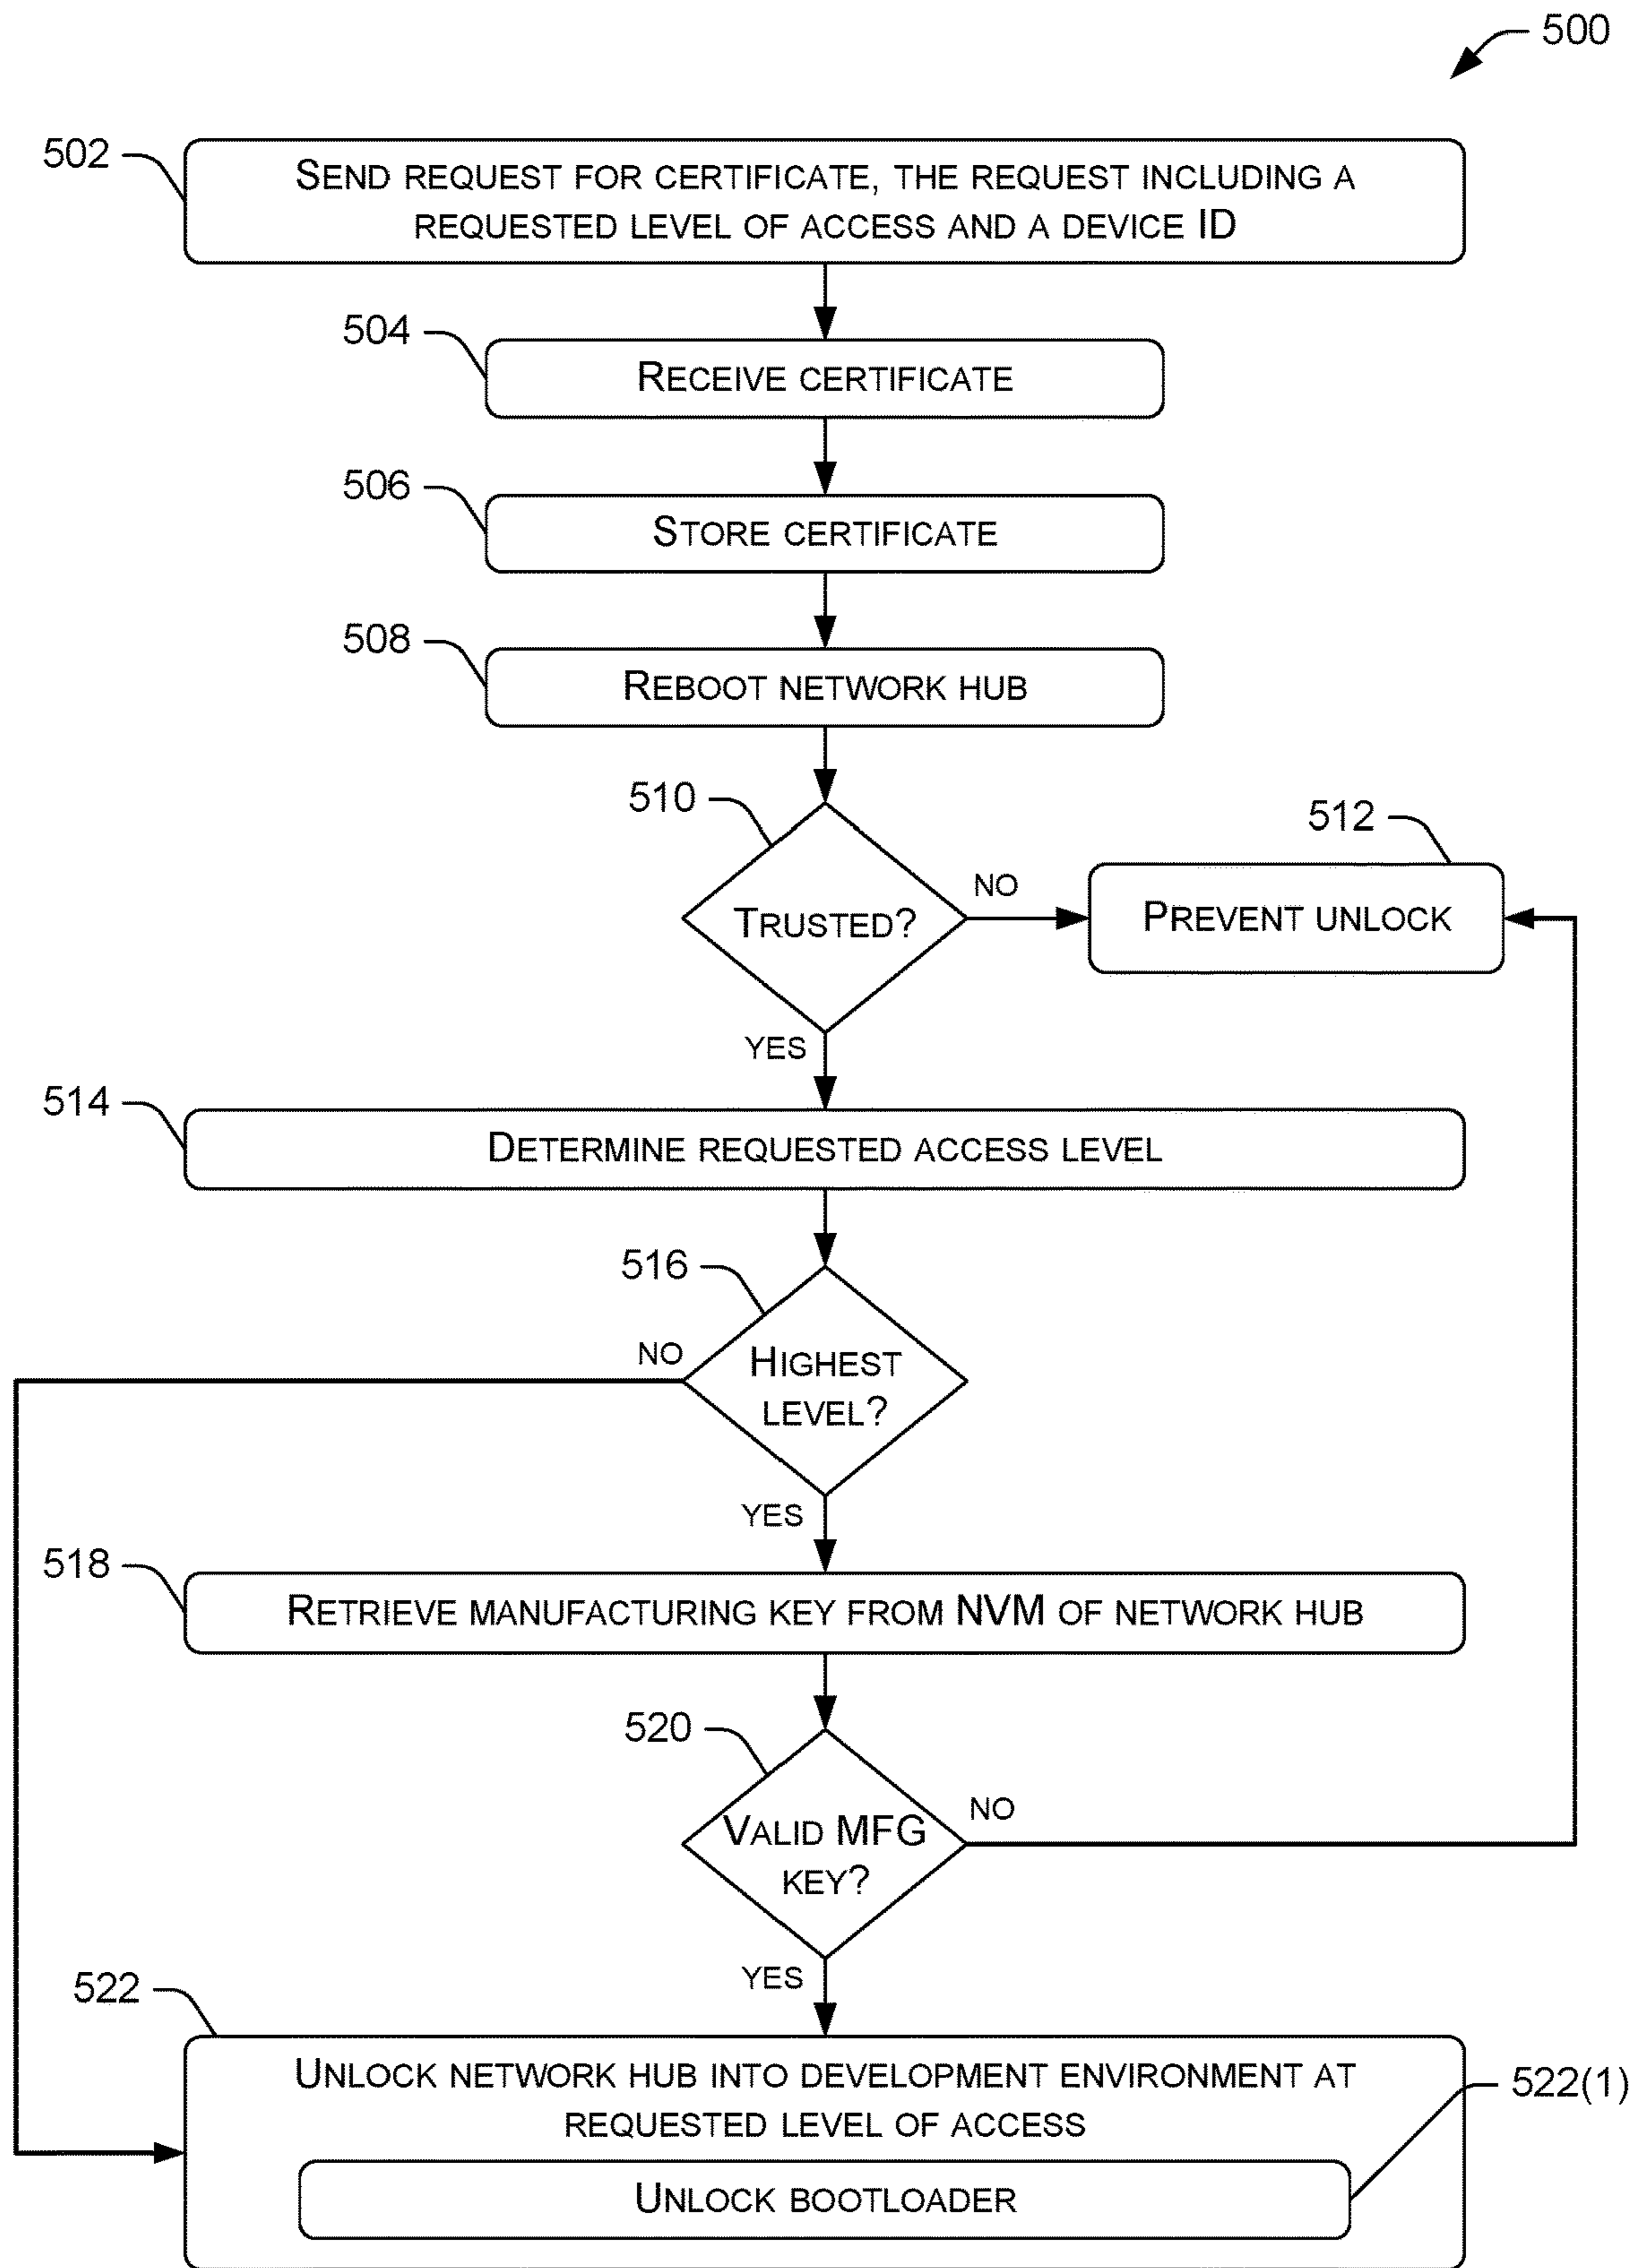 500
502
SEND REQUEST FOR CERTIFICATE, THE REQUEST INCLUDING A
REQUESTED LEVEL OF ACCESS AND A DEVICE ID
504
RECEIVE CERTIFICATE
506
STORE CERTIFICATE
508
REBOOT NETWORK HUB
510
TRUSTED?
NO
512
PREVENT UNLOCK
YES
514
DETERMINE REQUESTED ACCESS LEVEL
516
HIGHEST
LEVEL?
NO
YES
518
RETRIEVE MANUFACTURING KEY FROM NVM OF NETWORK HUB
520
VALID MFG
KEY?
NO
YES
522
UNLOCK NETWORK HUB INTO DEVELOPMENT ENVIRONMENT AT
REQUESTED LEVEL OF ACCESS
522(1)
UNLOCK BOOTLOADER